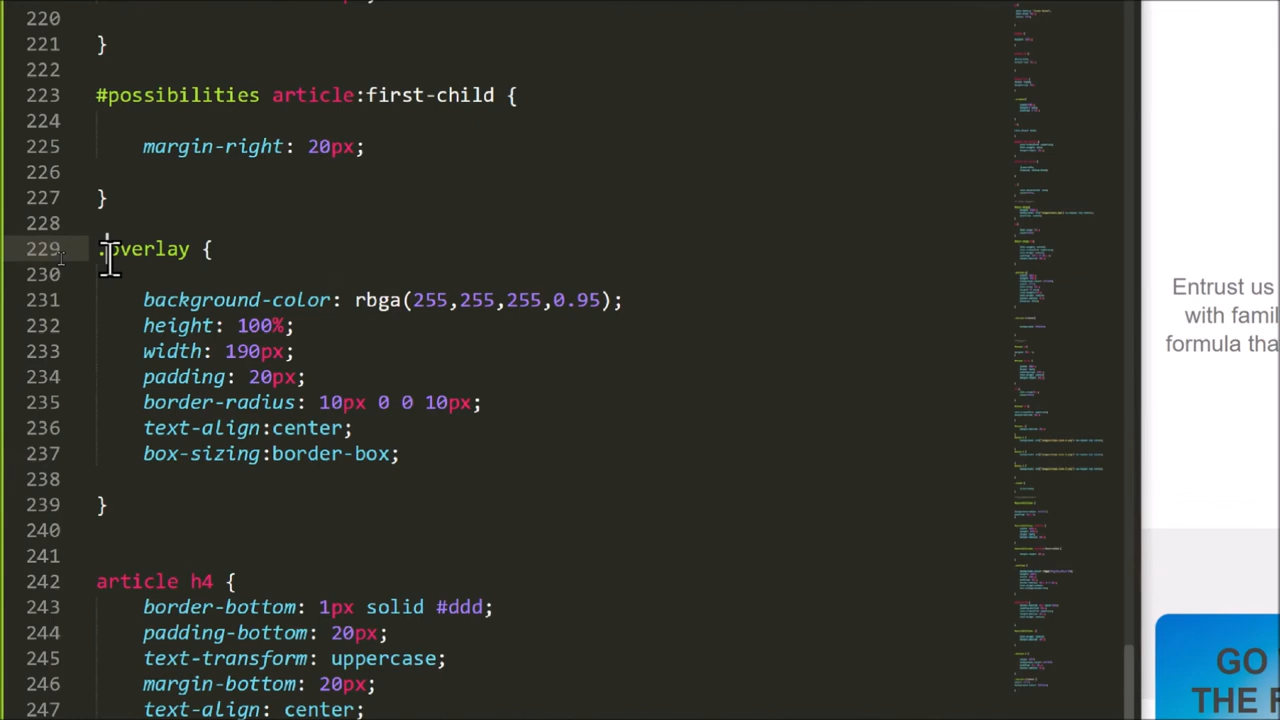 220
221 }
222
223 #possibilities article:first-child {
224
225 margin-right: 20px;
226
227 }
228
229 .overlay {
230
231 background-color: rbga(255,255,255,0.95);
232 height: 100%;
233 width: 190px;
234 padding: 20px;
235 border-radius: 10px 0 0 10px;
236 text-align:center;
237 box-sizing:border-box;
238
239 }
240
241
242 article h4 {
243 border-bottom: 1px solid #ddd;
244 padding-bottom: 20px;
245 text-transform:uppercase;
246 margin-bottom: px;
247 text-align: center;
Entrust us
with famil
formula tha
GO
THE F